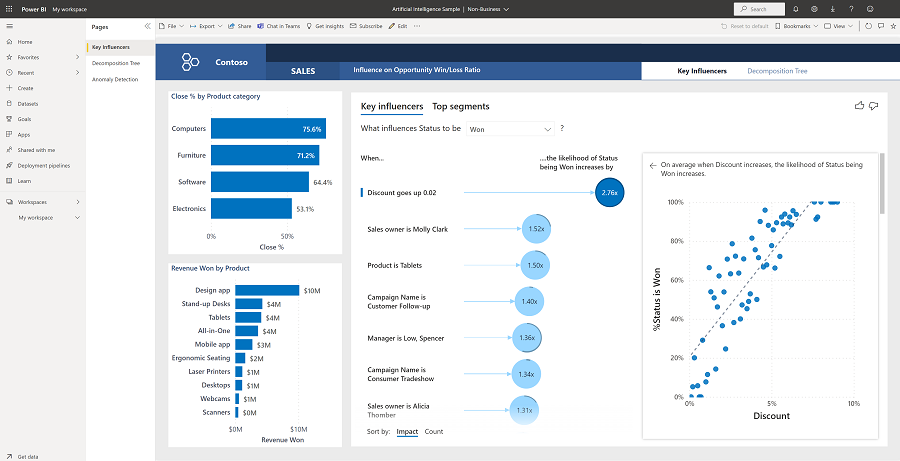 Power BI My workspace
Artificial Intelligence Sample | Non-Business
Search
Pages
File Export Share Chat in Teams Get insights Subscribe Edit ...
Reset to default Bookmarks View
Home
Favorites
Recent
Create
Datasets
Goals
Apps
Shared with me
Deployment pipelines
Learn
Workspaces
My workspace
Get data
Key Influencers
Decomposition Tree
Anomaly Detection
Contoso
SALES
Influence on Opportunity Win/Loss Ratio
Key Influencers Decomposition Tree
Close % by Product category
Computers 75.6%
Furniture 71.2%
Software 64.4%
Electronics 53.1%
0% 50%
Close %
Revenue Won by Product
Design app $10M
Stand-up Desks $4M
Tablets $4M
All-in-One $4M
Mobile app $3M
Ergonomic Seating $2M
Laser Printers $1M
Desktops $1M
Webcams $1M
Scanners $0M
$0M $10M
Revenue Won
Key influencers Top segments
What influences Status to be Won ?
When...
....the likelihood of Status
being Won increases by
Discount goes up 0.02 2.76x
Sales owner is Molly Clark 1.52x
Product is Tablets 1.50x
Campaign Name is
Customer Follow-up 1.40x
Manager is Low, Spencer 1.36x
Campaign Name is
Consumer Tradeshow 1.34x
Sales owner is Alicia
Thomber 1.31x
Sort by: Impact Count
On average when Discount increases, the likelihood of Status being
Won increases.
%Status is Won
100%
80%
60%
40%
20%
0%
0% 5% 10%
Discount